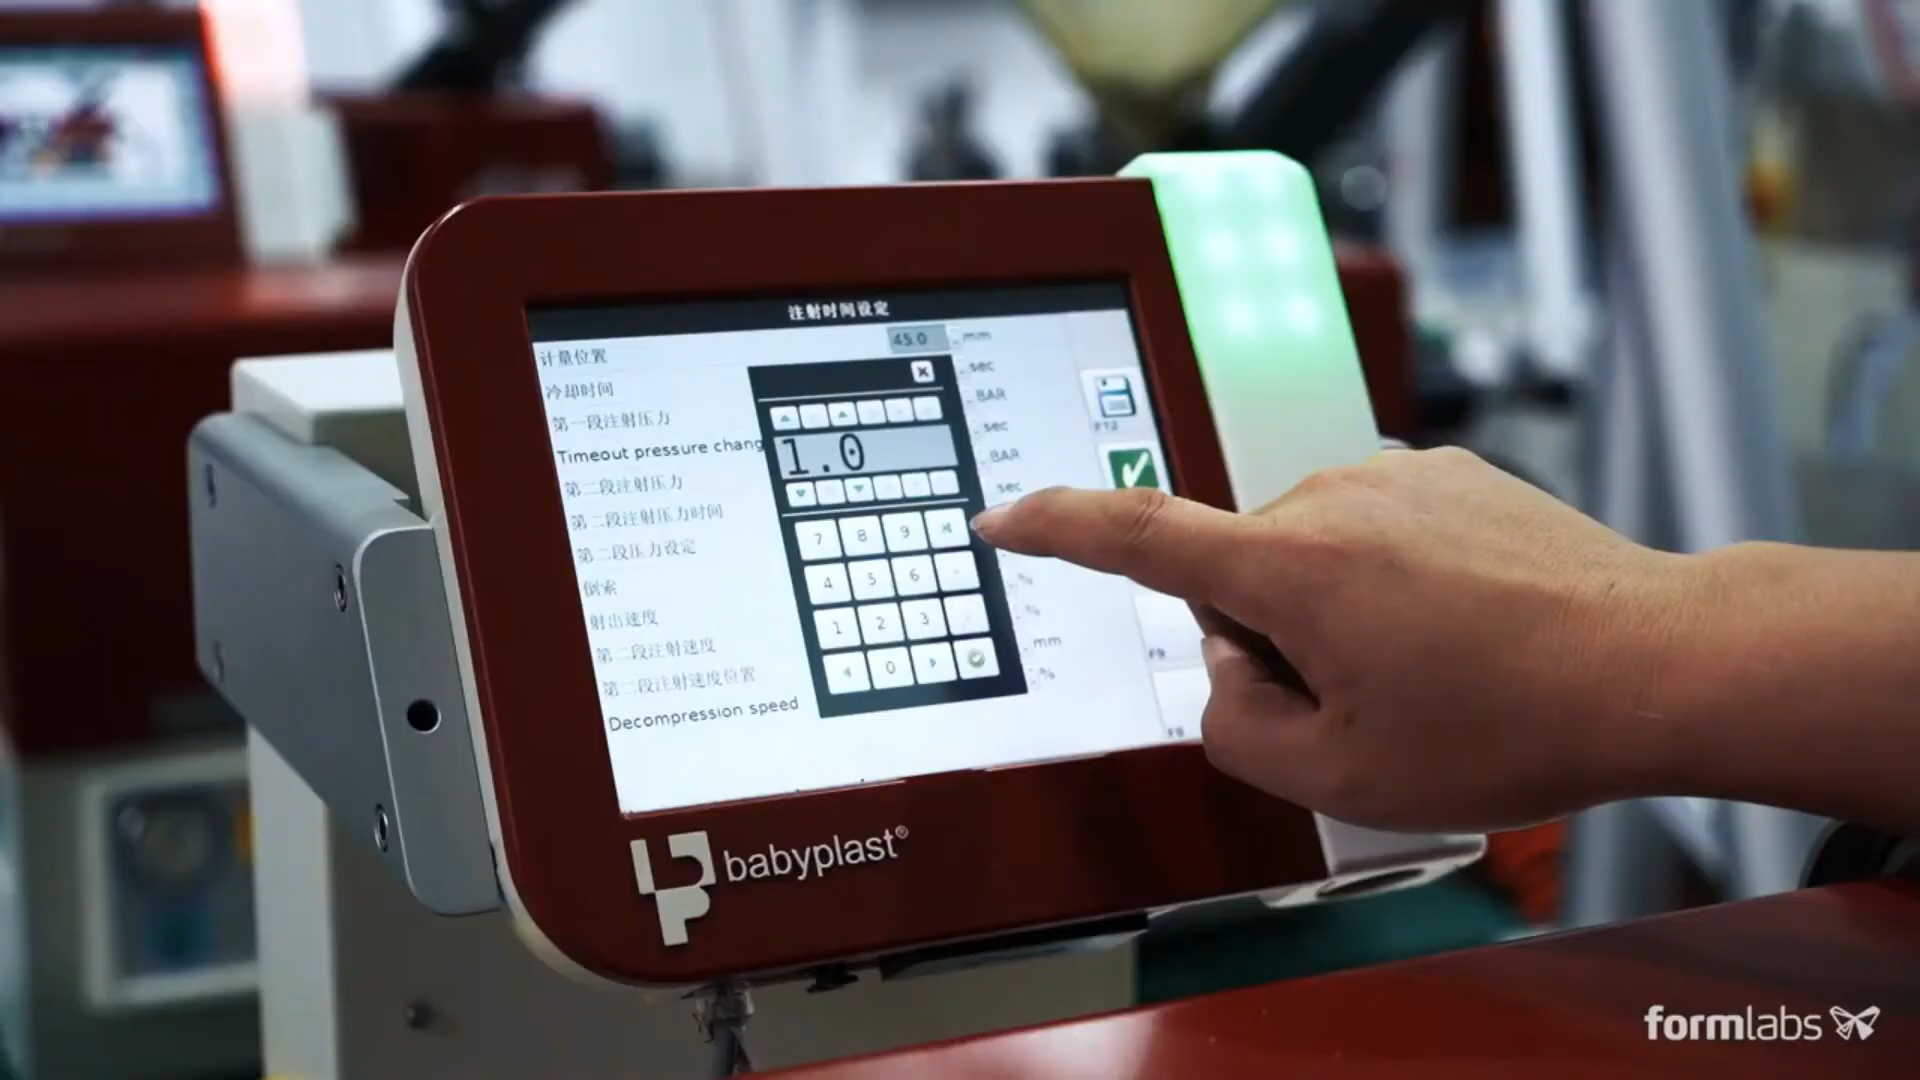 注射时间设定
计量位置 45.0 mm
冷却时间 sec
第一段注射压力 BAR
Timeout pressure chang sec
第二段注射压力 BAR
第二段注射压力时间 sec
第二段压力设定
倒索 %
射出速度 %
第二段注射速度 mm
第二段注射速度位置 %
Decompression speed
1.0
7 8 9
4 5 6
1 2 3
0
F12
F9
F8
babyplast®
formlabs